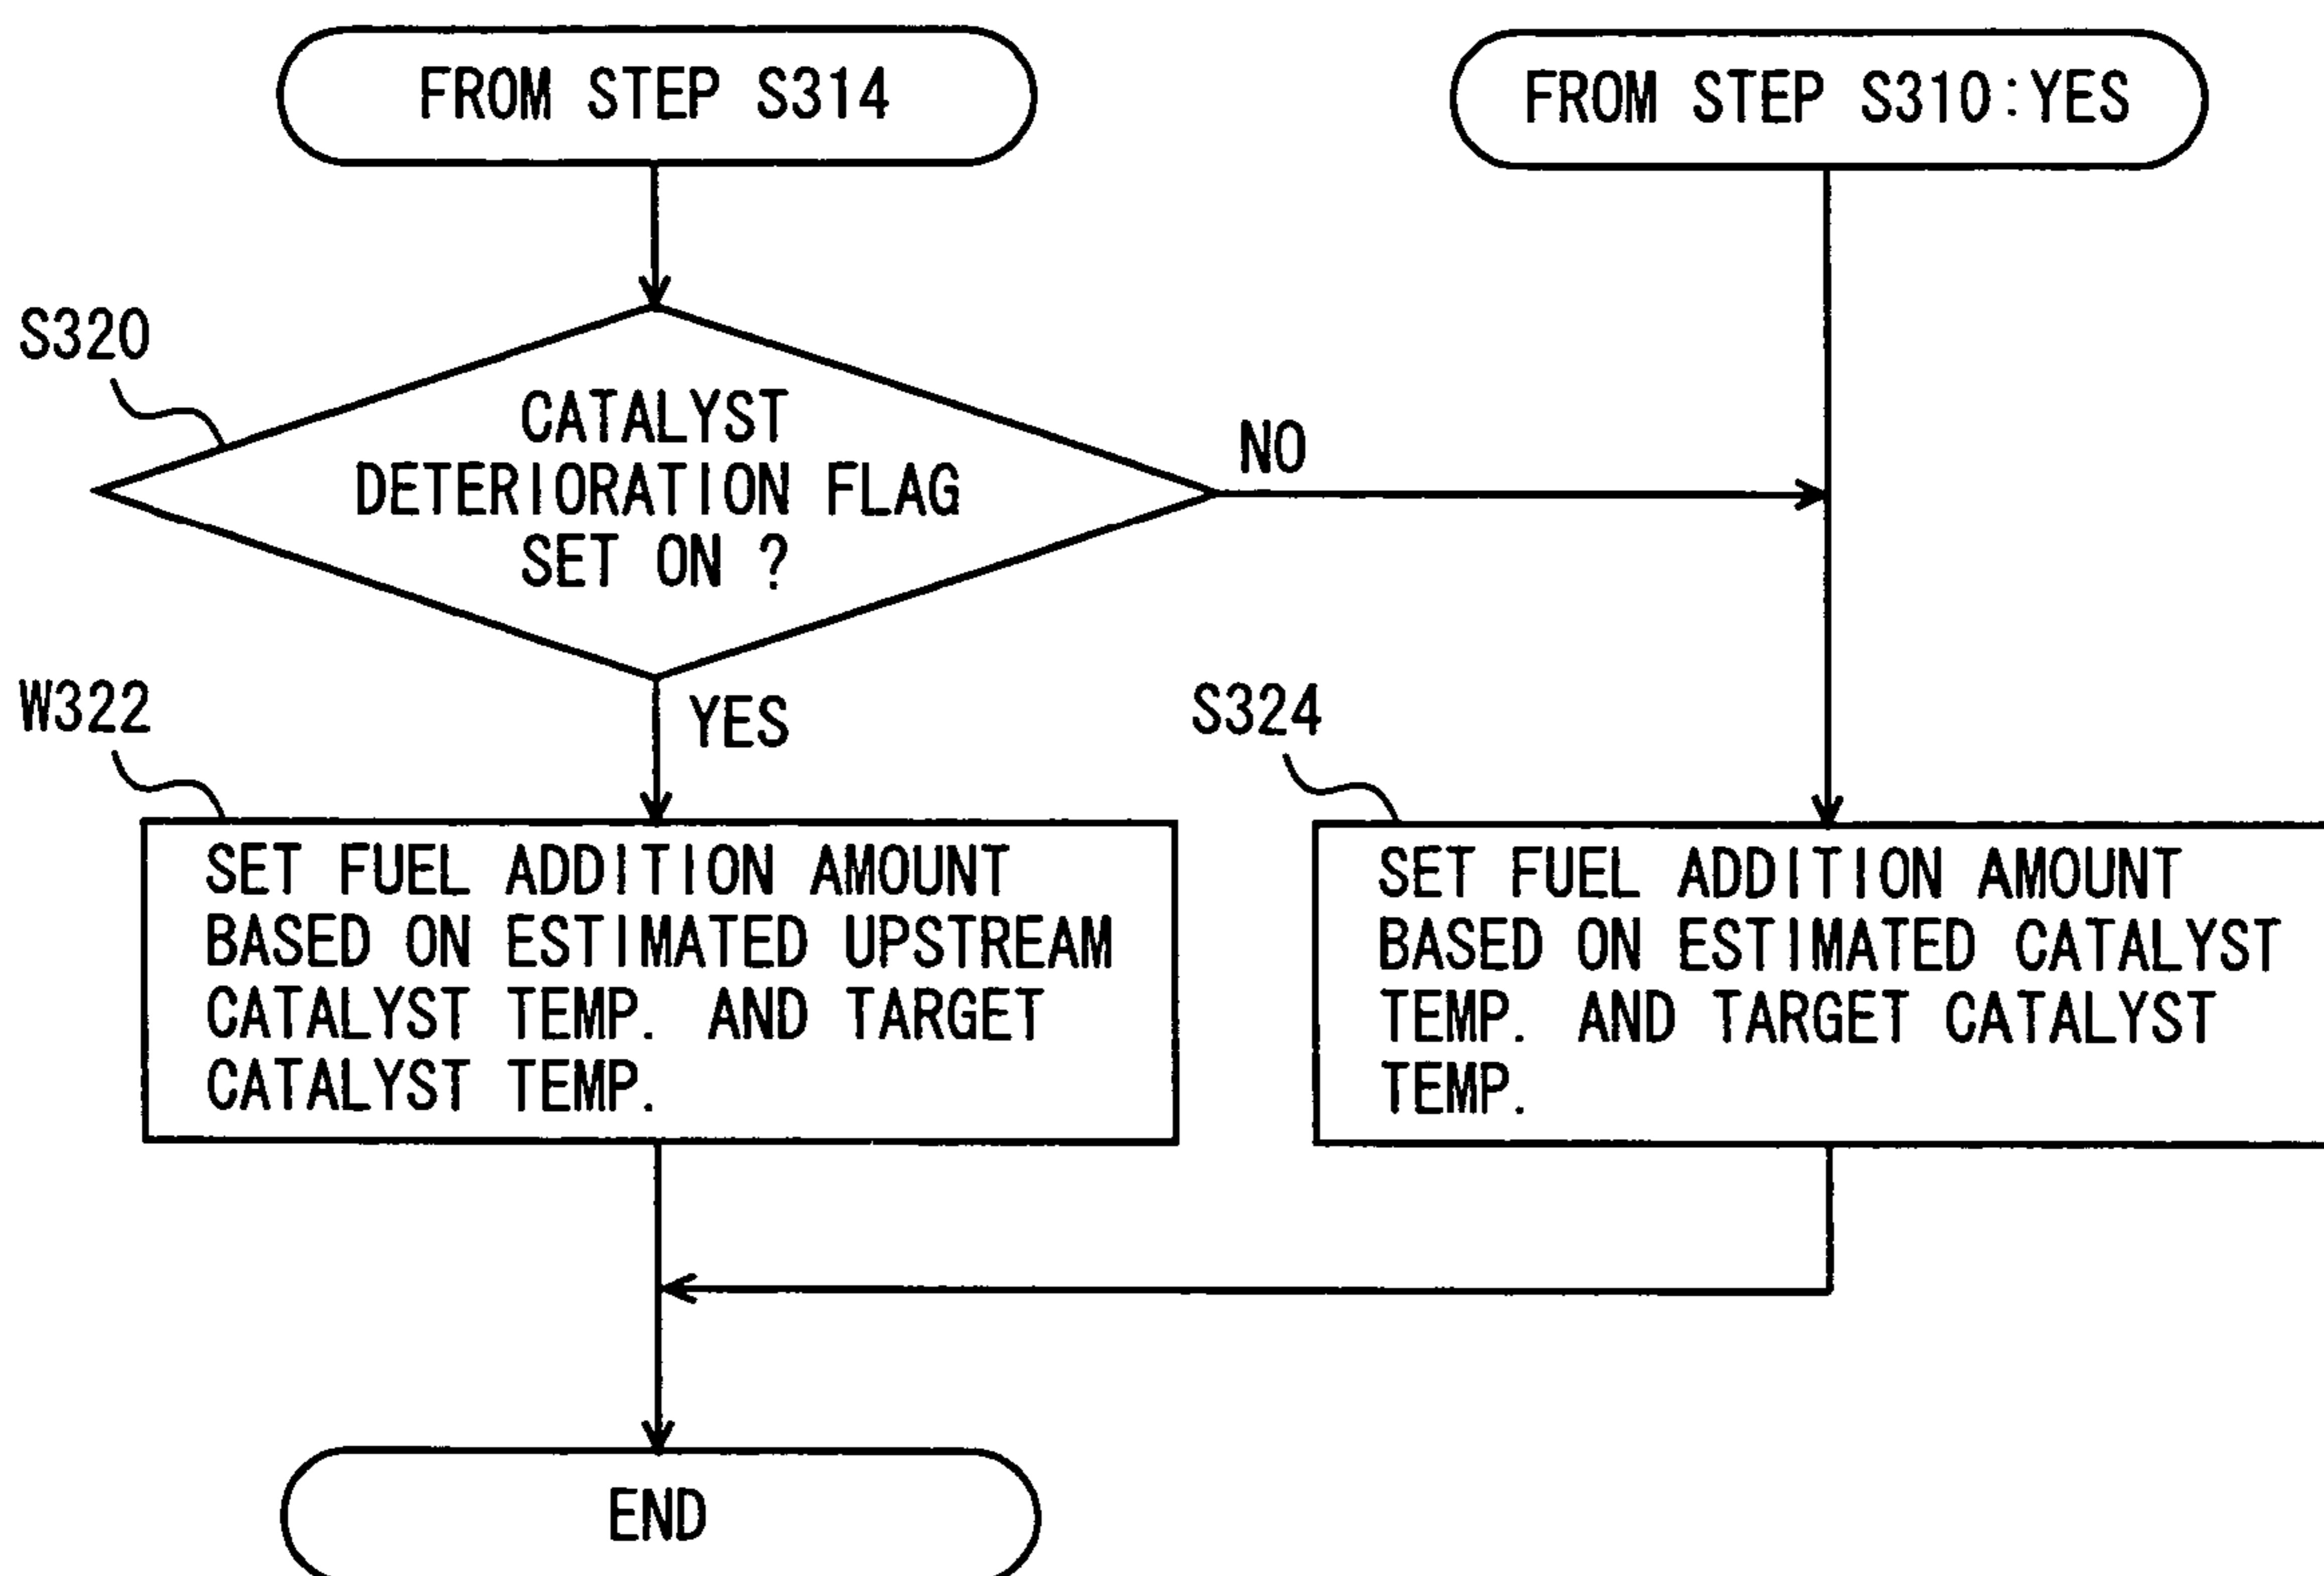 FROM STEP S314
FROM STEP S310:YES
S320
CATALYST
DETERIORATION FLAG
SET ON ?
NO
YES
W322
SET FUEL ADDITION AMOUNT
BASED ON ESTIMATED UPSTREAM
CATALYST TEMP. AND TARGET
CATALYST TEMP.
S324
SET FUEL ADDITION AMOUNT
BASED ON ESTIMATED CATALYST
TEMP. AND TARGET CATALYST
TEMP.
END